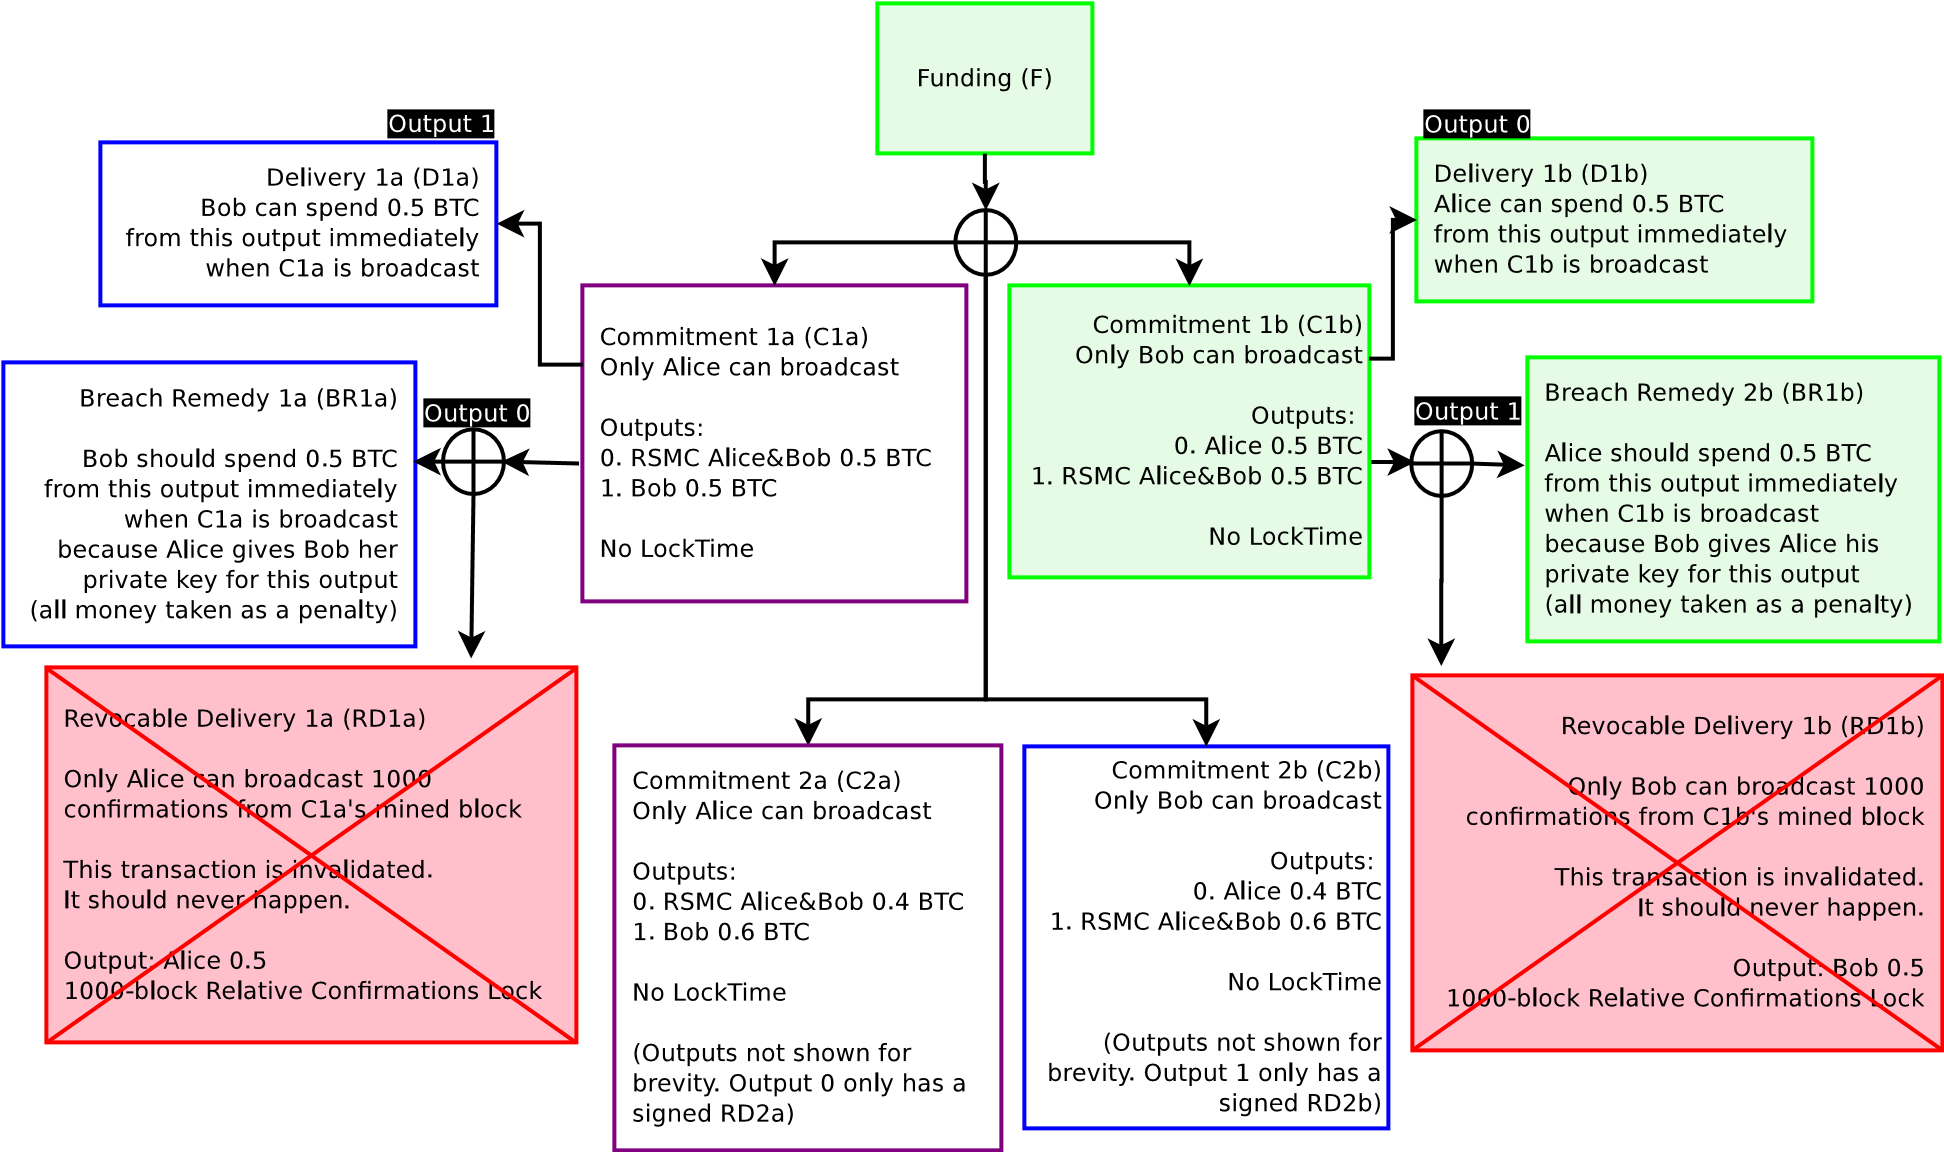 Funding (F)
Output 1
Delivery 1a (D1a)
Bob can spend 0.5 BTC
from this output immediately
when C1a is broadcast
Output 0
Delivery 1b (D1b)
Alice can spend 0.5 BTC
from this output immediately
when C1b is broadcast
Commitment 1a (C1a)
Only Alice can broadcast
Outputs:
0. RSMC Alice&Bob 0.5 BTC
1. Bob 0.5 BTC
No LockTime
Commitment 1b (C1b)
Only Bob can broadcast
Outputs:
0. Alice 0.5 BTC
1. RSMC Alice&Bob 0.5 BTC
No LockTime
Breach Remedy 1a (BR1a)
Bob should spend 0.5 BTC
from this output immediately
when C1a is broadcast
because Alice gives Bob her
private key for this output
(all money taken as a penalty)
Output 0
Output 1
Breach Remedy 2b (BR1b)
Alice should spend 0.5 BTC
from this output immediately
when C1b is broadcast
because Bob gives Alice his
private key for this output
(all money taken as a penalty)
Revocable Delivery 1a (RD1a)
Only Alice can broadcast 1000
confirmations from C1a's mined block
This transaction is invalidated.
It should never happen.
Output: Alice 0.5
1000-block Relative Confirmations Lock
Commitment 2a (C2a)
Only Alice can broadcast
Outputs:
0. RSMC Alice&Bob 0.4 BTC
1. Bob 0.6 BTC
No LockTime
(Outputs not shown for
brevity. Output 0 only has a
signed RD2a)
Commitment 2b (C2b)
Only Bob can broadcast
Outputs:
0. Alice 0.4 BTC
1. RSMC Alice&Bob 0.6 BTC
No LockTime
(Outputs not shown for
brevity. Output 1 only has a
signed RD2b)
Revocable Delivery 1b (RD1b)
Only Bob can broadcast 1000
confirmations from C1b's mined block
This transaction is invalidated.
It should never happen.
Output: Bob 0.5
1000-block Relative Confirmations Lock